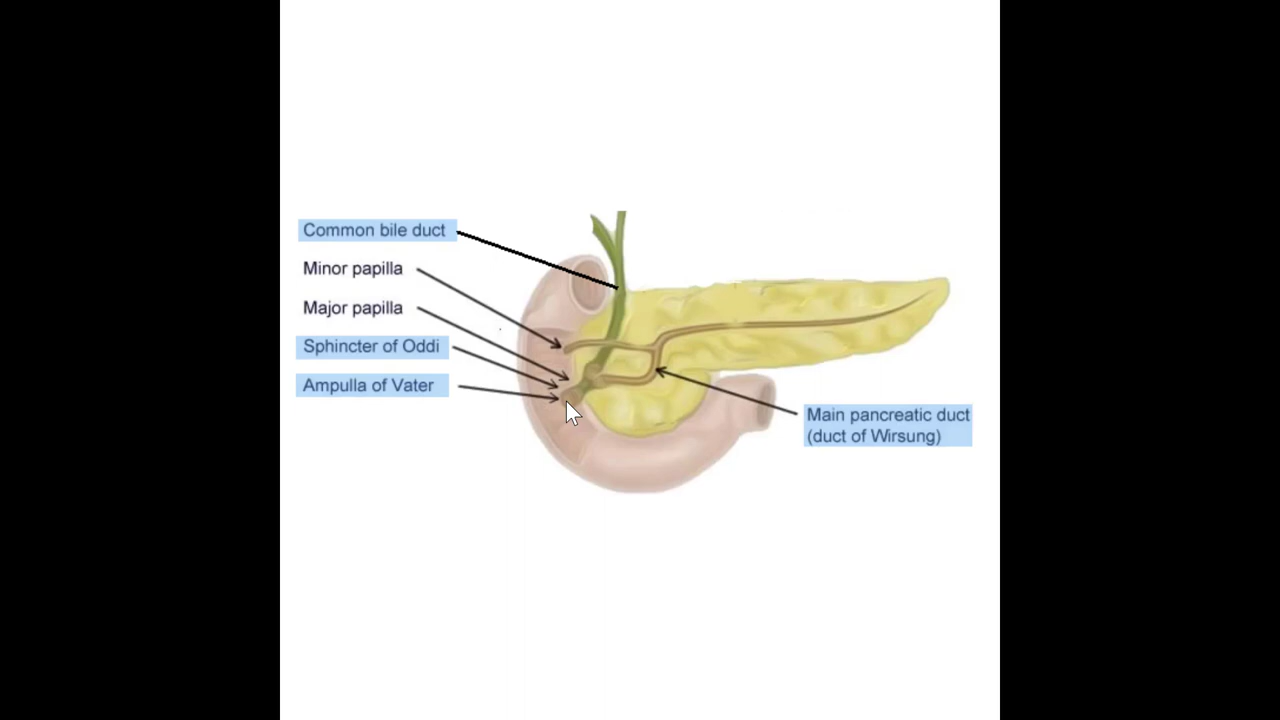 Common bile duct
Minor papilla
Major papilla
Sphincter of Oddi
Ampulla of Vater
Main pancreatic duct
(duct of Wirsung)